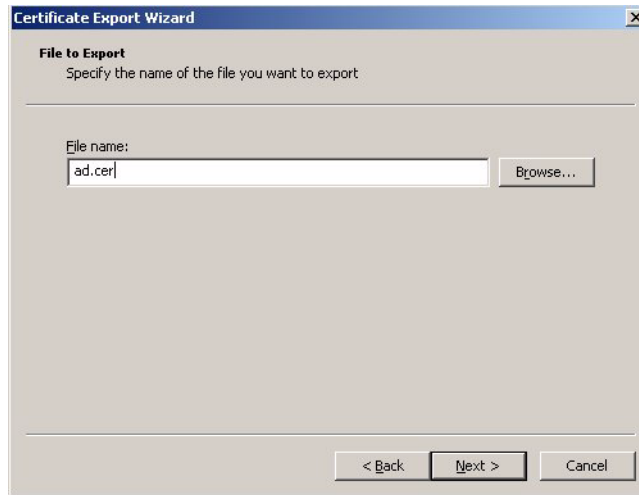 Certificate Export Wizard
File to Export
Specify the name of the file you want to export
File name:
ad.cer
Browse...
< Back
Next >
Cancel